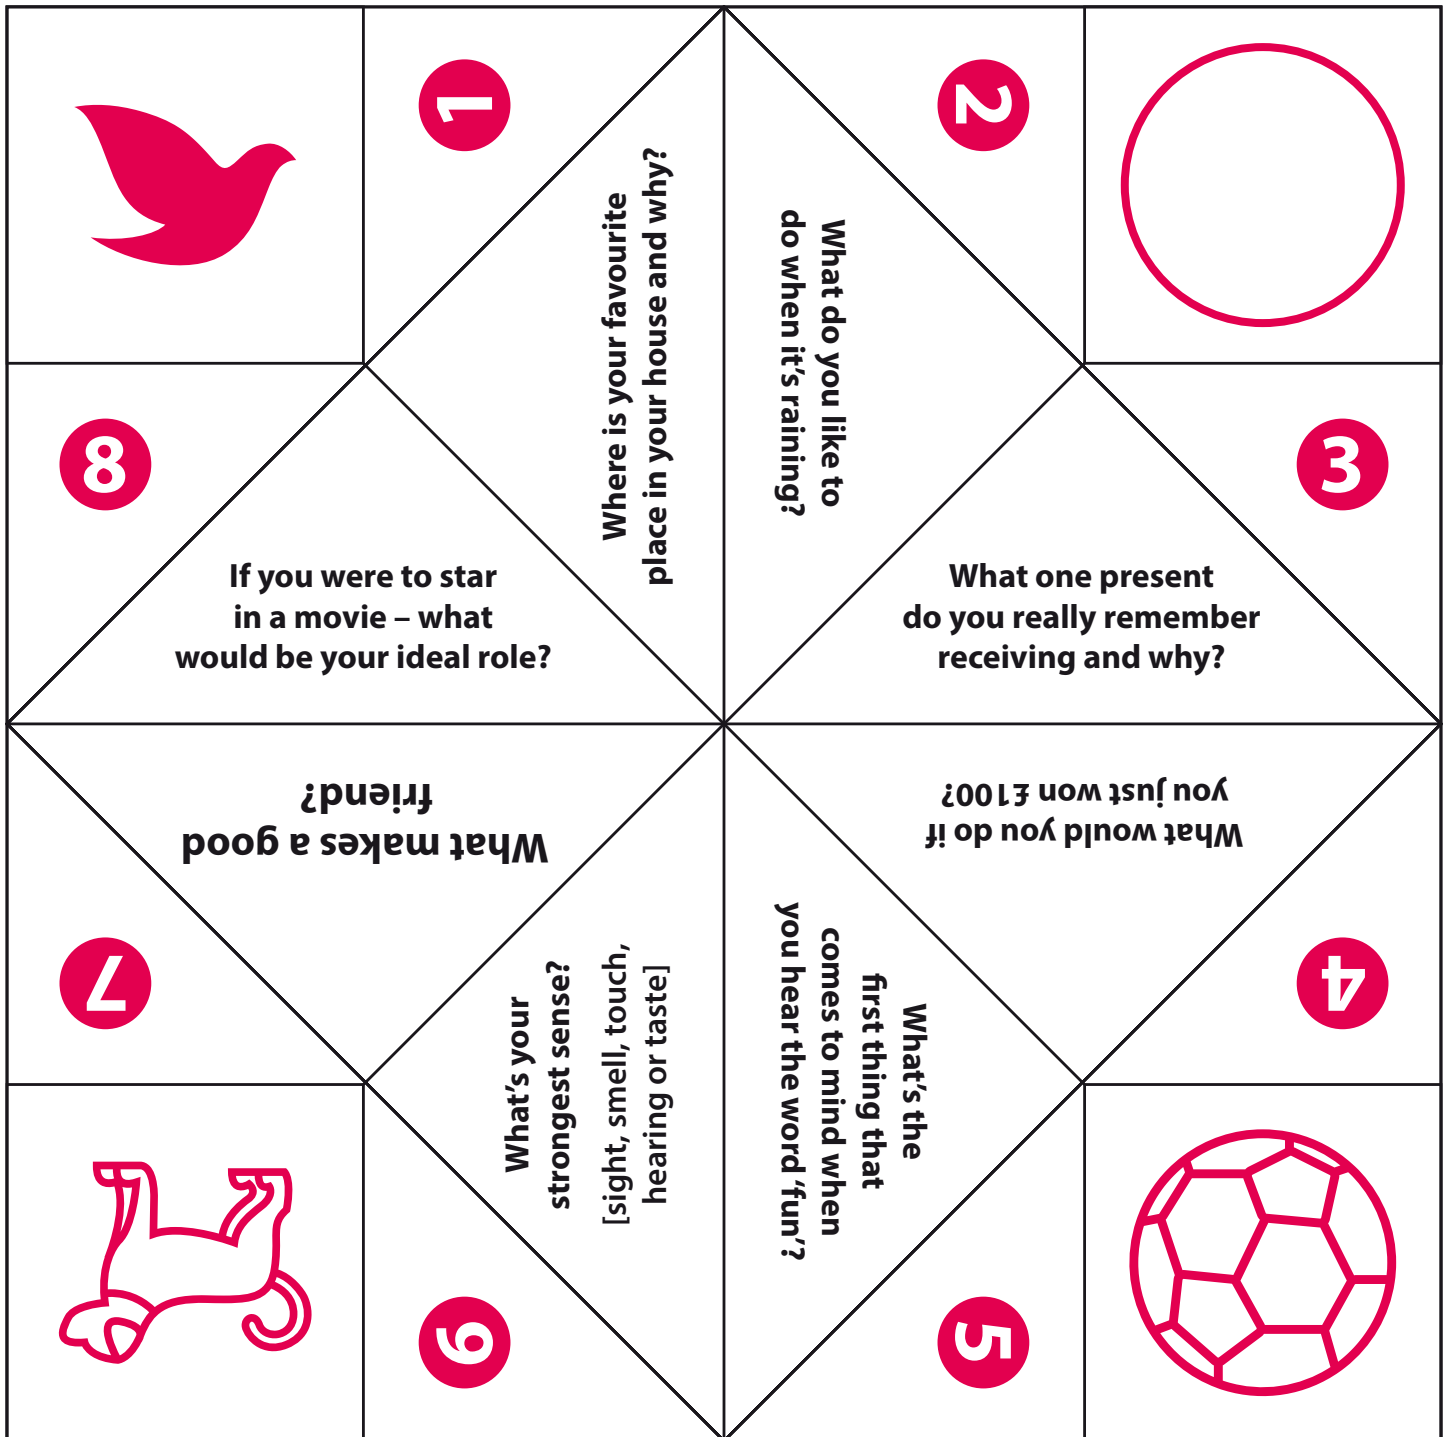 1
Where is your favourite
place in your house and why?
2
What do you like to
do when it's raining?
3
What one present
do you really remember
receiving and why?
4
What would you do if
you just won £100?
5
What's the
first thing that
comes to mind when
you hear the word ‘fun’?
6
What's your
strongest sense?
[sight, smell, touch,
hearing or taste]
7
What makes a good
friend?
8
If you were to star
in a movie – what
would be your ideal role?